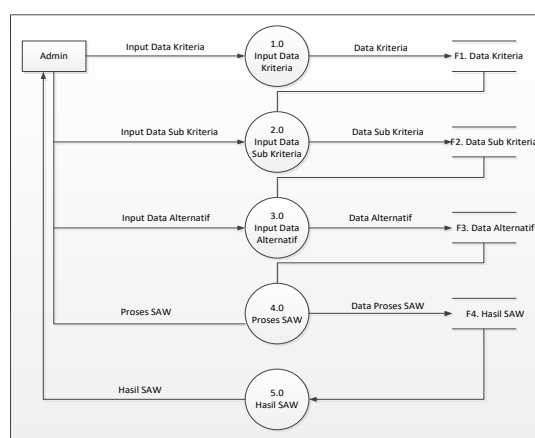 Admin
Input Data Kriteria
1.0
Input Data
Kriteria
Data Kriteria
F1. Data Kriteria
Input Data Sub Kriteria
2.0
Input Data
Sub Kriteria
Data Sub Kriteria
F2. Data Sub Kriteria
Input Data Alternatif
3.0
Input Data
Alternatif
Data Alternatif
F3. Data Alternatif
Proses SAW
4.0
Proses SAW
Data Proses SAW
F4. Hasil SAW
Hasil SAW
5.0
Hasil SAW